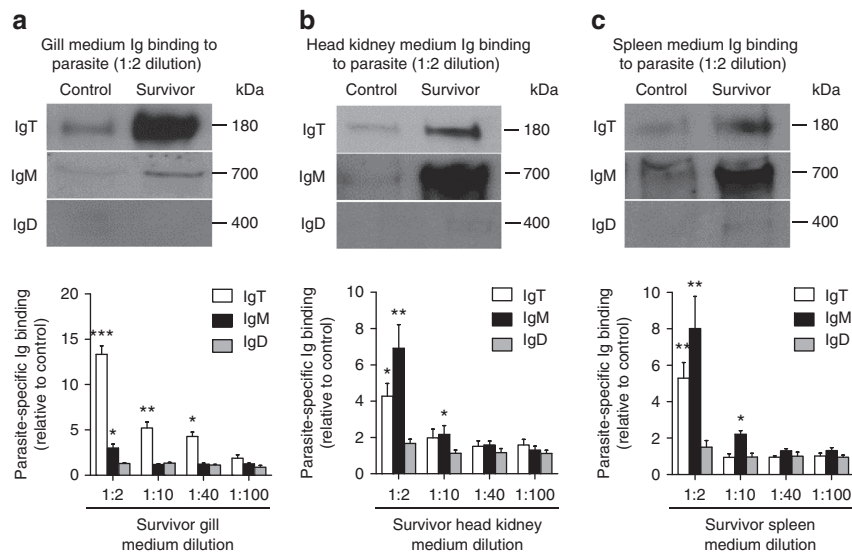 a
Gill medium Ig binding to
parasite (1:2 dilution)
Control Survivor kDa
IgT 180
IgM 700
IgD 400
Parasite-specific Ig binding
(relative to control)
20
15
10
5
0
IgT
IgM
IgD
***
*
**
*
1:2 1:10 1:40 1:100
Survivor gill
medium dilution
b
Head kidney medium Ig binding
to parasite (1:2 dilution)
Control Survivor kDa
IgT 180
IgM 700
IgD 400
Parasite-specific Ig binding
(relative to control)
10
8
6
4
2
0
IgT
IgM
IgD
*
**
*
1:2 1:10 1:40 1:100
Survivor head kidney
medium dilution
c
Spleen medium Ig binding
to parasite (1:2 dilution)
Control Survivor kDa
IgT 180
IgM 700
IgD 400
Parasite-specific Ig binding
(relative to control)
10
8
6
4
2
0
IgT
IgM
IgD
**
**
*
1:2 1:10 1:40 1:100
Survivor spleen
medium dilution